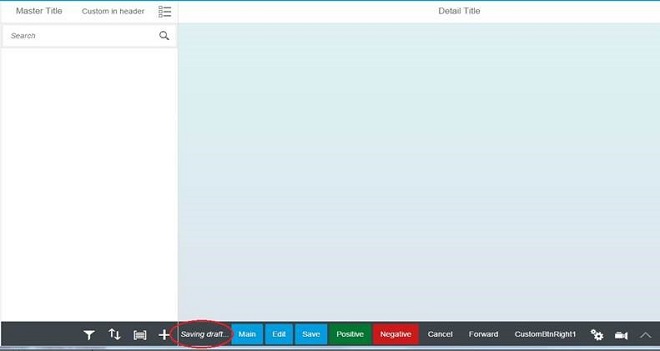 Master Title Custom in header Detail Title
Search
Saving draft... Main Edit Save Positive Negative Cancel Forward CustomBtnRight1